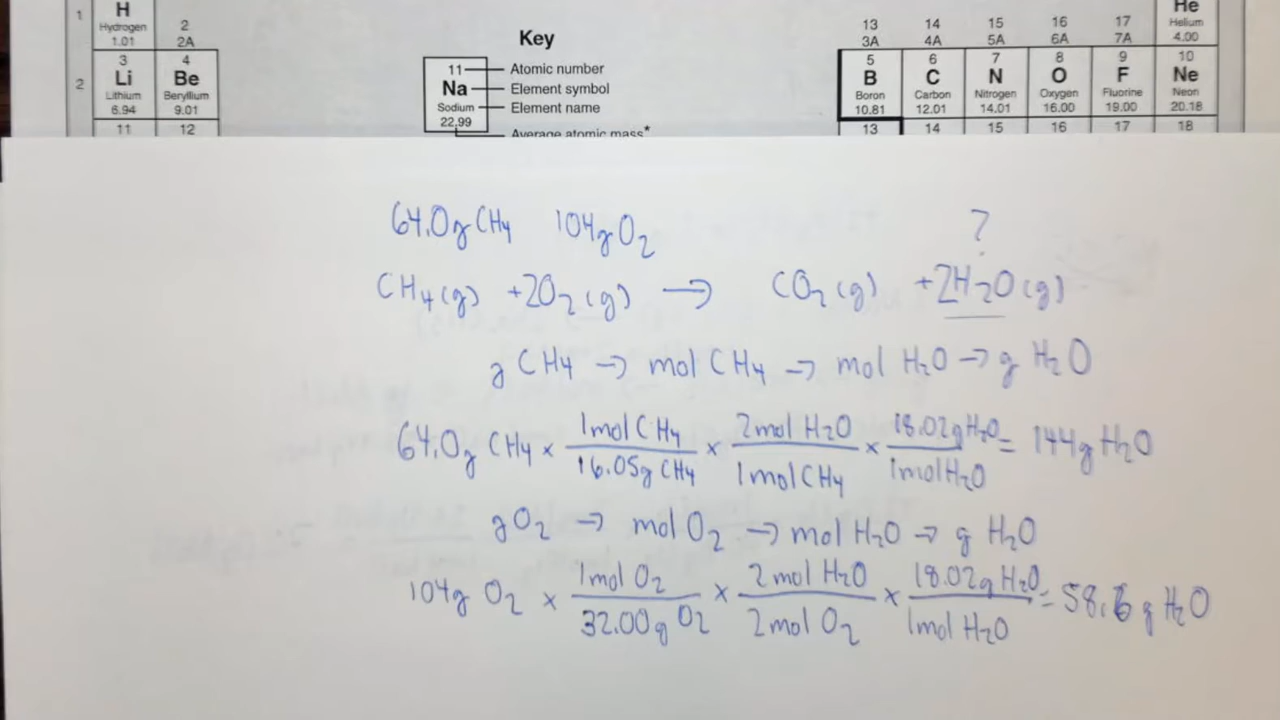 1 H He
Hydrogen 2 13 14 15 16 17 Helium
1.01 2A 3A 4A 5A 6A 7A 4.00
Key
3 4 5 6 7 8 9 10
2 Li Be B C N O F Ne
Lithium Beryllium Boron Carbon Nitrogen Oxygen Fluorine Neon
6.94 9.01 10.81 12.01 14.01 16.00 19.00 20.18
11 12 13 14 15 16 17 18
11 Atomic number
Na Element symbol
Sodium Element name
22.99
Average atomic mass*
64.0g CH4 104g O2 ?
CH4(g) + 2O2(g) → CO2(g) + 2H2O(g)
g CH4 → mol CH4 → mol H2O → g H2O
64.0g CH4 × 1mol CH4 / 16.05g CH4 × 2mol H2O / 1mol CH4 × 18.02g H2O / 1mol H2O = 144g H2O
g O2 → mol O2 → mol H2O → g H2O
104g O2 × 1mol O2 / 32.00g O2 × 2mol H2O / 2mol O2 × 18.02g H2O / 1mol H2O = 58.6 g H2O